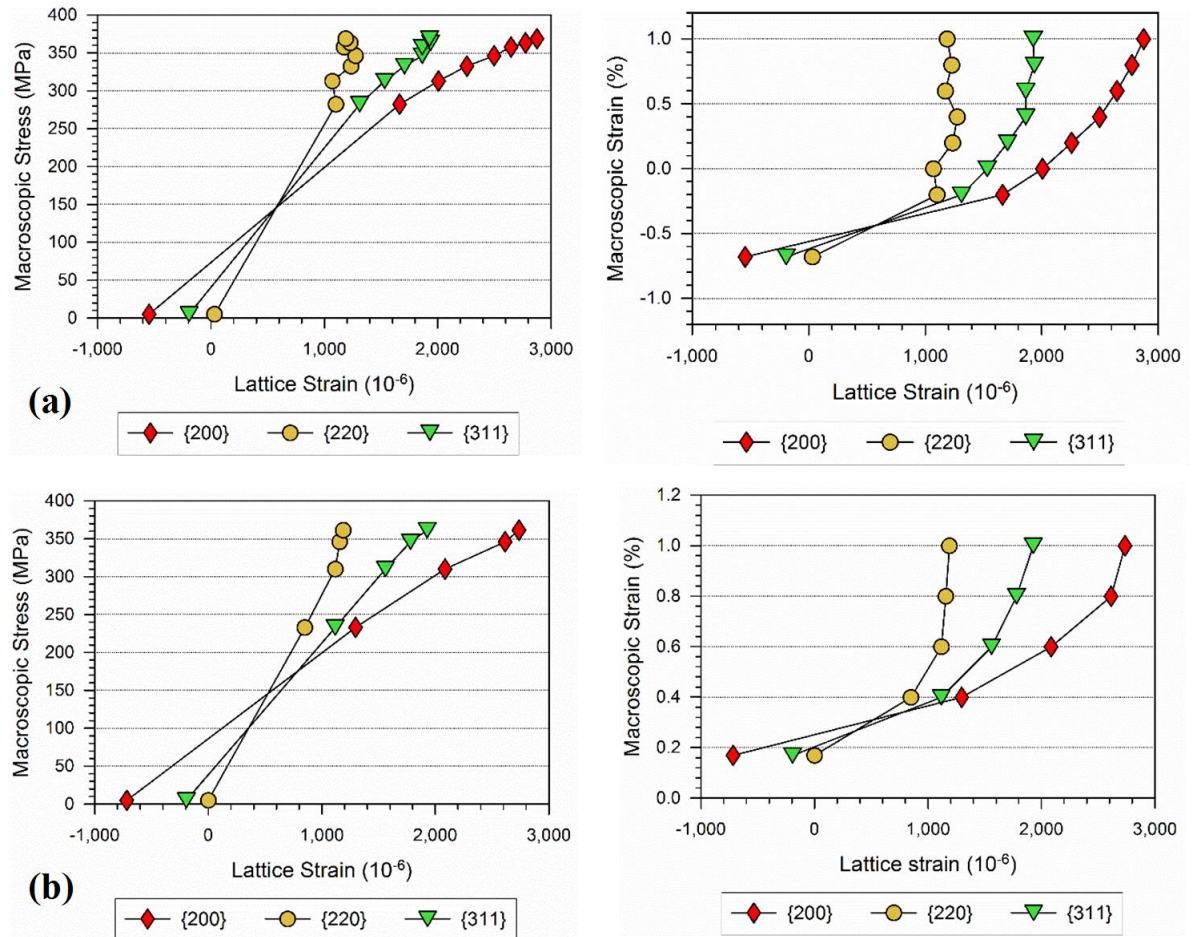 Macroscopic Stress (MPa)
400
350
300
250
200
150
100
50
0
-1,000 0 1,000 2,000 3,000
Lattice Strain (10⁻⁶)
{200} {220} {311}
Macroscopic Strain (%)
1.0
0.5
0.0
-0.5
-1.0
-1,000 0 1,000 2,000 3,000
Lattice Strain (10⁻⁶)
{200} {220} {311}
(a)
Macroscopic Stress (MPa)
400
350
300
250
200
150
100
50
0
-1,000 0 1,000 2,000 3,000
Lattice Strain (10⁻⁶)
{200} {220} {311}
Macroscopic Strain (%)
1.2
1.0
0.8
0.6
0.4
0.2
0.0
-1,000 0 1,000 2,000 3,000
Lattice strain (10⁻⁶)
{200} {220} {311}
(b)